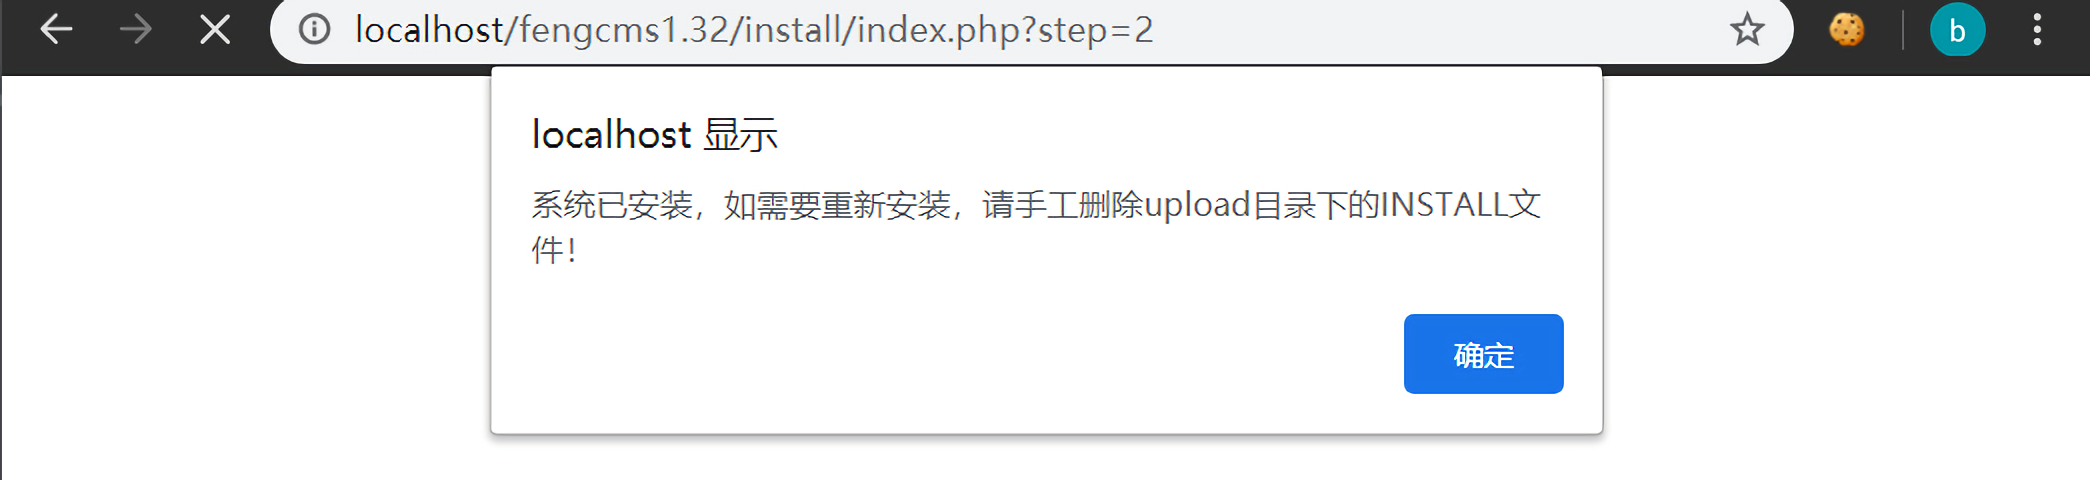 localhost/fengcms1.32/install/index.php?step=2
b
localhost 显示
系统已安装，如需要重新安装，请手工删除upload目录下的INSTALL文
件！
确定